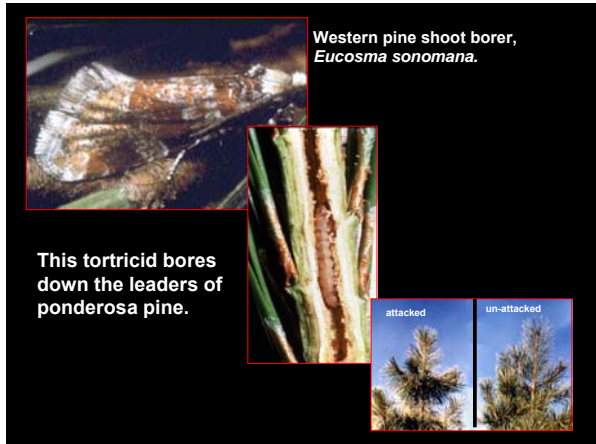 Western pine shoot borer,
Eucosma sonomana.
This tortricid bores
down the leaders of
ponderosa pine.
attacked
un-attacked